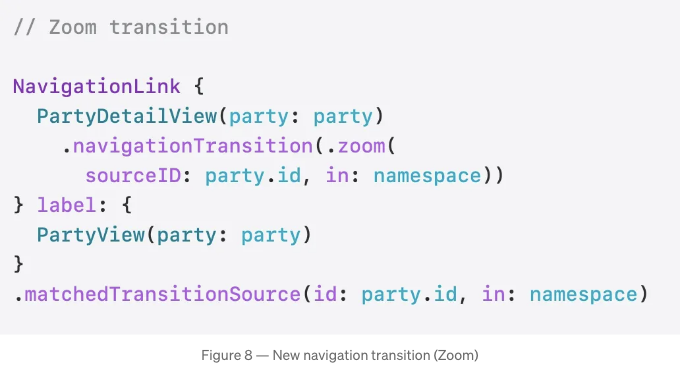 // Zoom transition
NavigationLink {
PartyDetailView(party: party)
.navigationTransition(.zoom(
sourceID: party.id, in: namespace))
} label: {
PartyView(party: party)
}
.matchedTransitionSource(id: party.id, in: namespace)
Figure 8 — New navigation transition (Zoom)